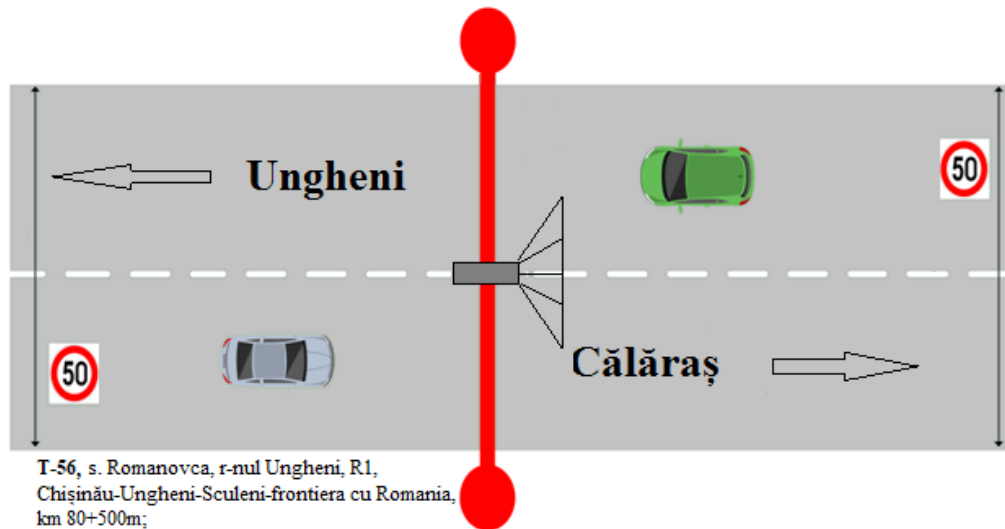 Ungheni
50
50
Călăraș
T-56, s. Romanovca, r-nul Ungheni, R1,
Chișinău-Ungheni-Sculeni-frontiera cu Romania,
km 80+500m;